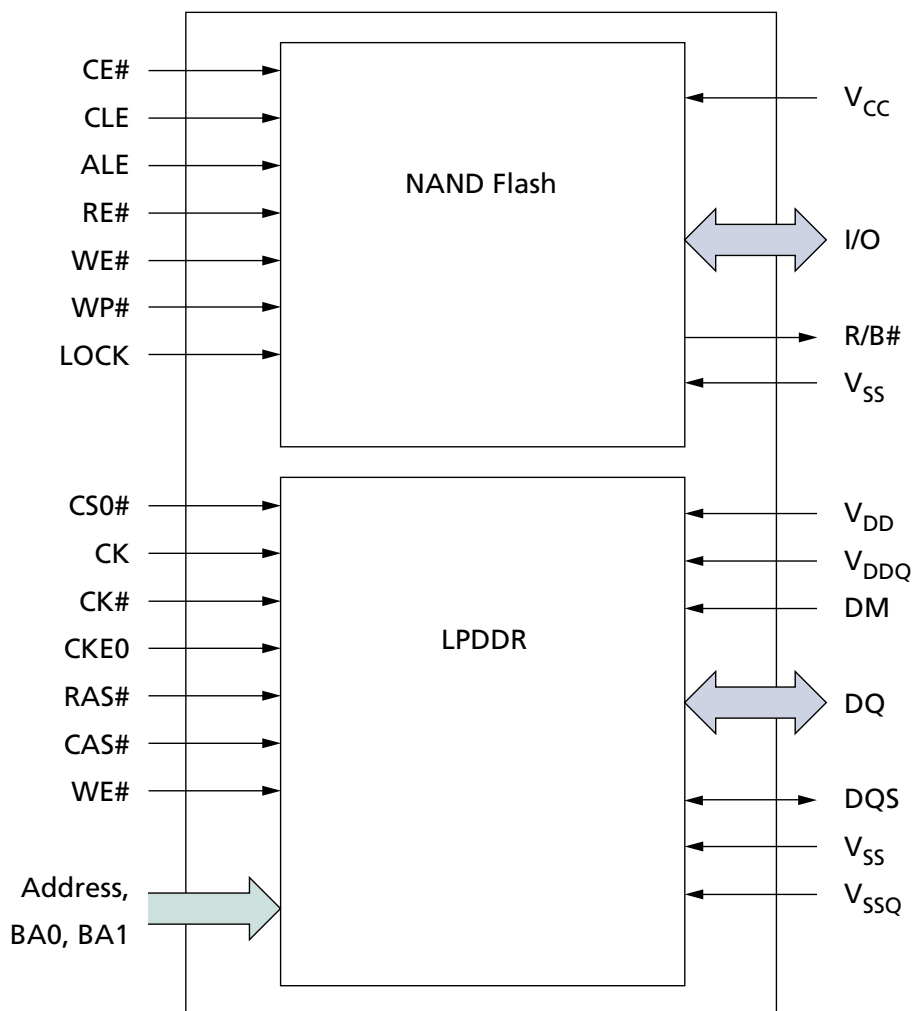 CE#
CLE
ALE
RE#
WE#
WP#
LOCK
NAND Flash
V_CC
I/O
R/B#
V_SS
CS0#
CK
CK#
CKE0
RAS#
CAS#
WE#
Address,
BA0, BA1
LPDDR
V_DD
V_DDQ
DM
DQ
DQS
V_SS
V_SSQ